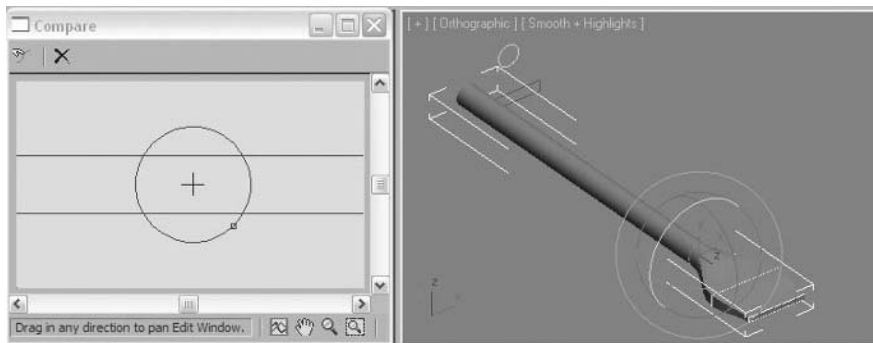 Compare
Drag in any direction to pan Edit Window.
[ + ] [ Orthographic ] [ Smooth + Highlights ]
z
z